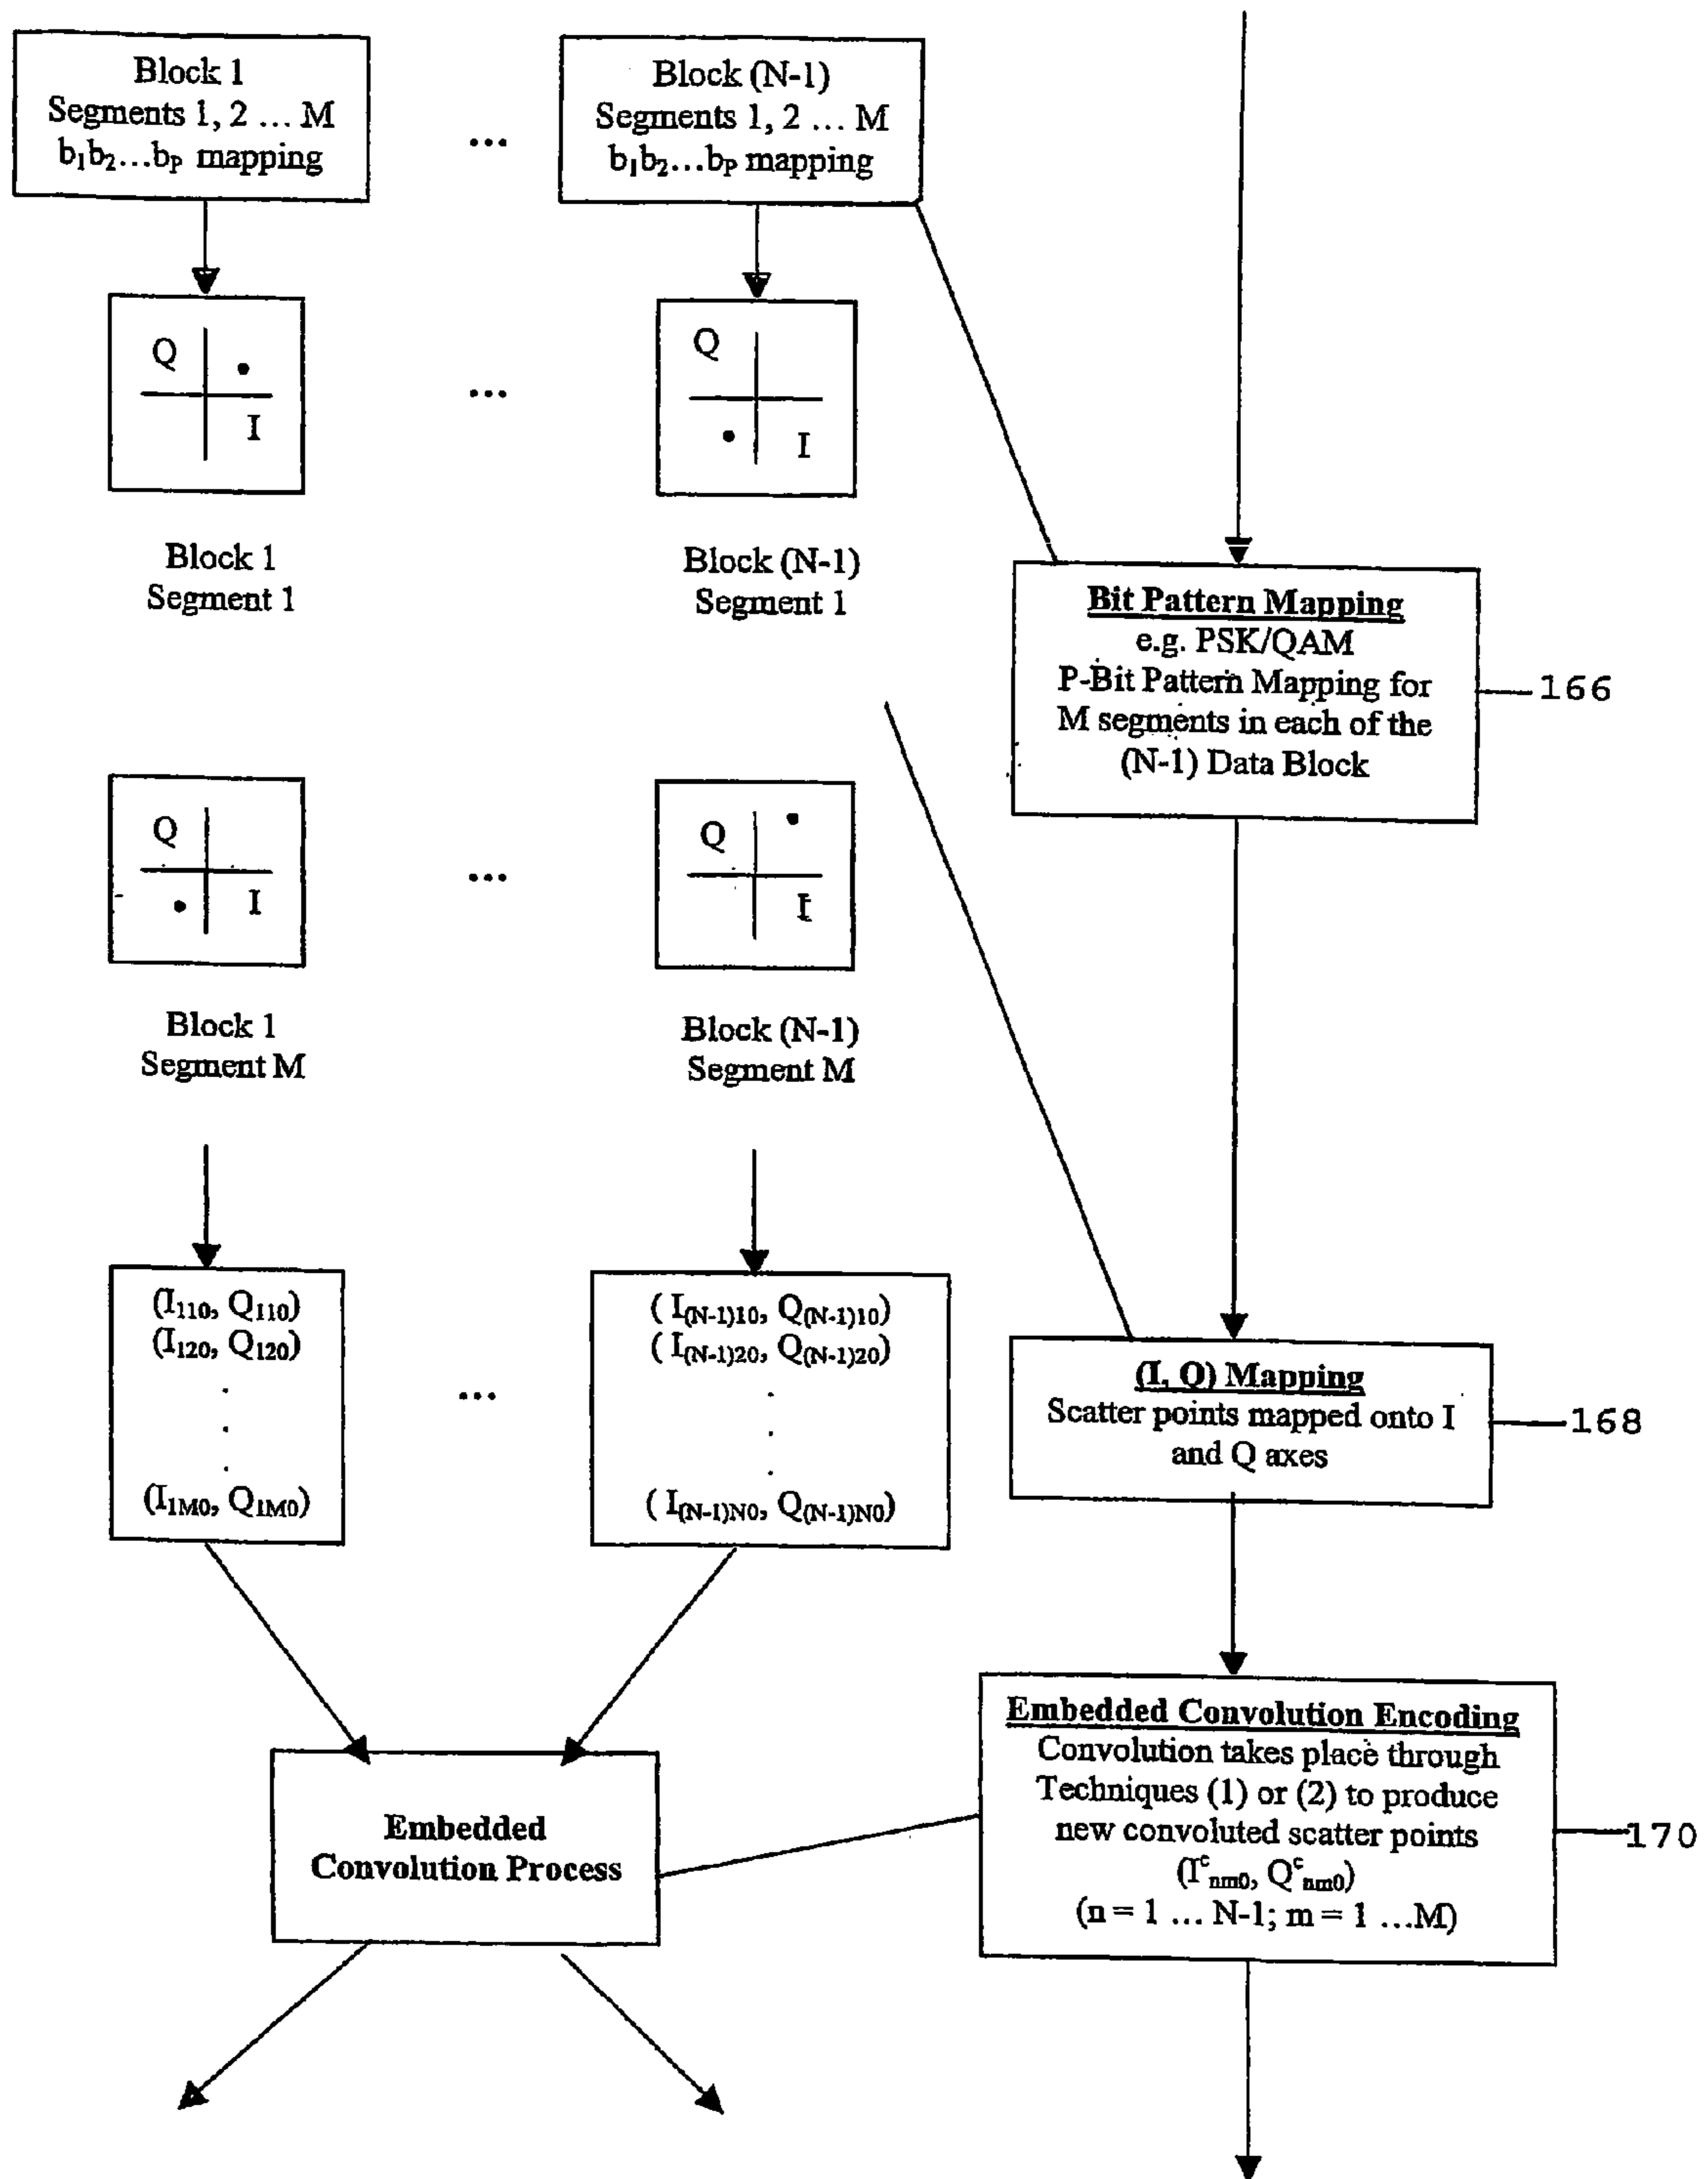 Block 1
Segments 1, 2 ... M
b₁b₂...bₚ mapping
...
Block (N-1)
Segments 1, 2 ... M
b₁b₂...bₚ mapping
Q
I
...
Q
I
Block 1
Segment 1
Block (N-1)
Segment 1
Bit Pattern Mapping
e.g. PSK/QAM
P-Bit Pattern Mapping for
M segments in each of the
(N-1) Data Block
166
Q
I
...
Q
I
Block 1
Segment M
Block (N-1)
Segment M
(I₁₁₀, Q₁₁₀)
(I₁₂₀, Q₁₂₀)
.
.
.
(I₁M₀, Q₁M₀)
...
( I₍N₋₁₎₁₀, Q₍N₋₁₎₁₀)
( I₍N₋₁₎₂₀, Q₍N₋₁₎₂₀)
.
.
.
( I₍N₋₁₎N₀, Q₍N₋₁₎N₀)
(I, Q) Mapping
Scatter points mapped onto I
and Q axes
168
Embedded
Convolution Process
Embedded Convolution Encoding
Convolution takes place through
Techniques (1) or (2) to produce
new convoluted scatter points
(Iᶜₙₘ₀, Qᶜₙₘ₀)
(n = 1 ... N-1; m = 1 ...M)
170